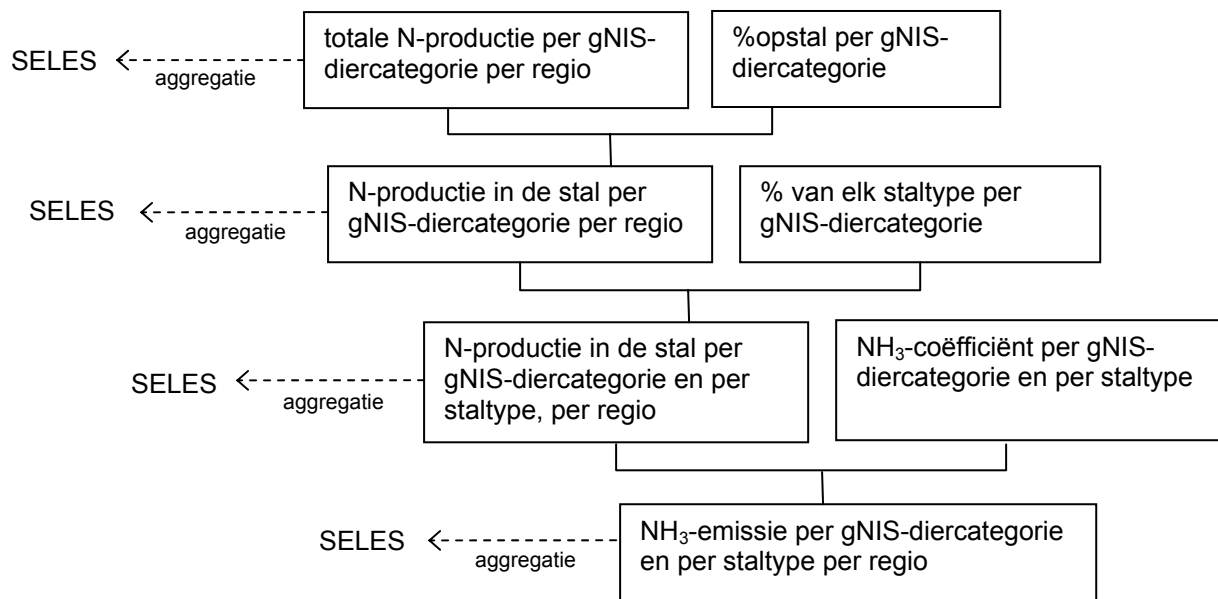 totale N-productie per gNIS-
diercategorie per regio
%opstal per gNIS-
diercategorie
SELES
aggregatie
N-productie in de stal per
gNIS-diercategorie per regio
% van elk staltype per
gNIS-diercategorie
SELES
aggregatie
N-productie in de stal per
gNIS-diercategorie en per
staltype, per regio
NH₃-coëfficiënt per gNIS-
diercategorie en per staltype
SELES
aggregatie
NH₃-emissie per gNIS-diercategorie
en per staltype per regio
SELES
aggregatie